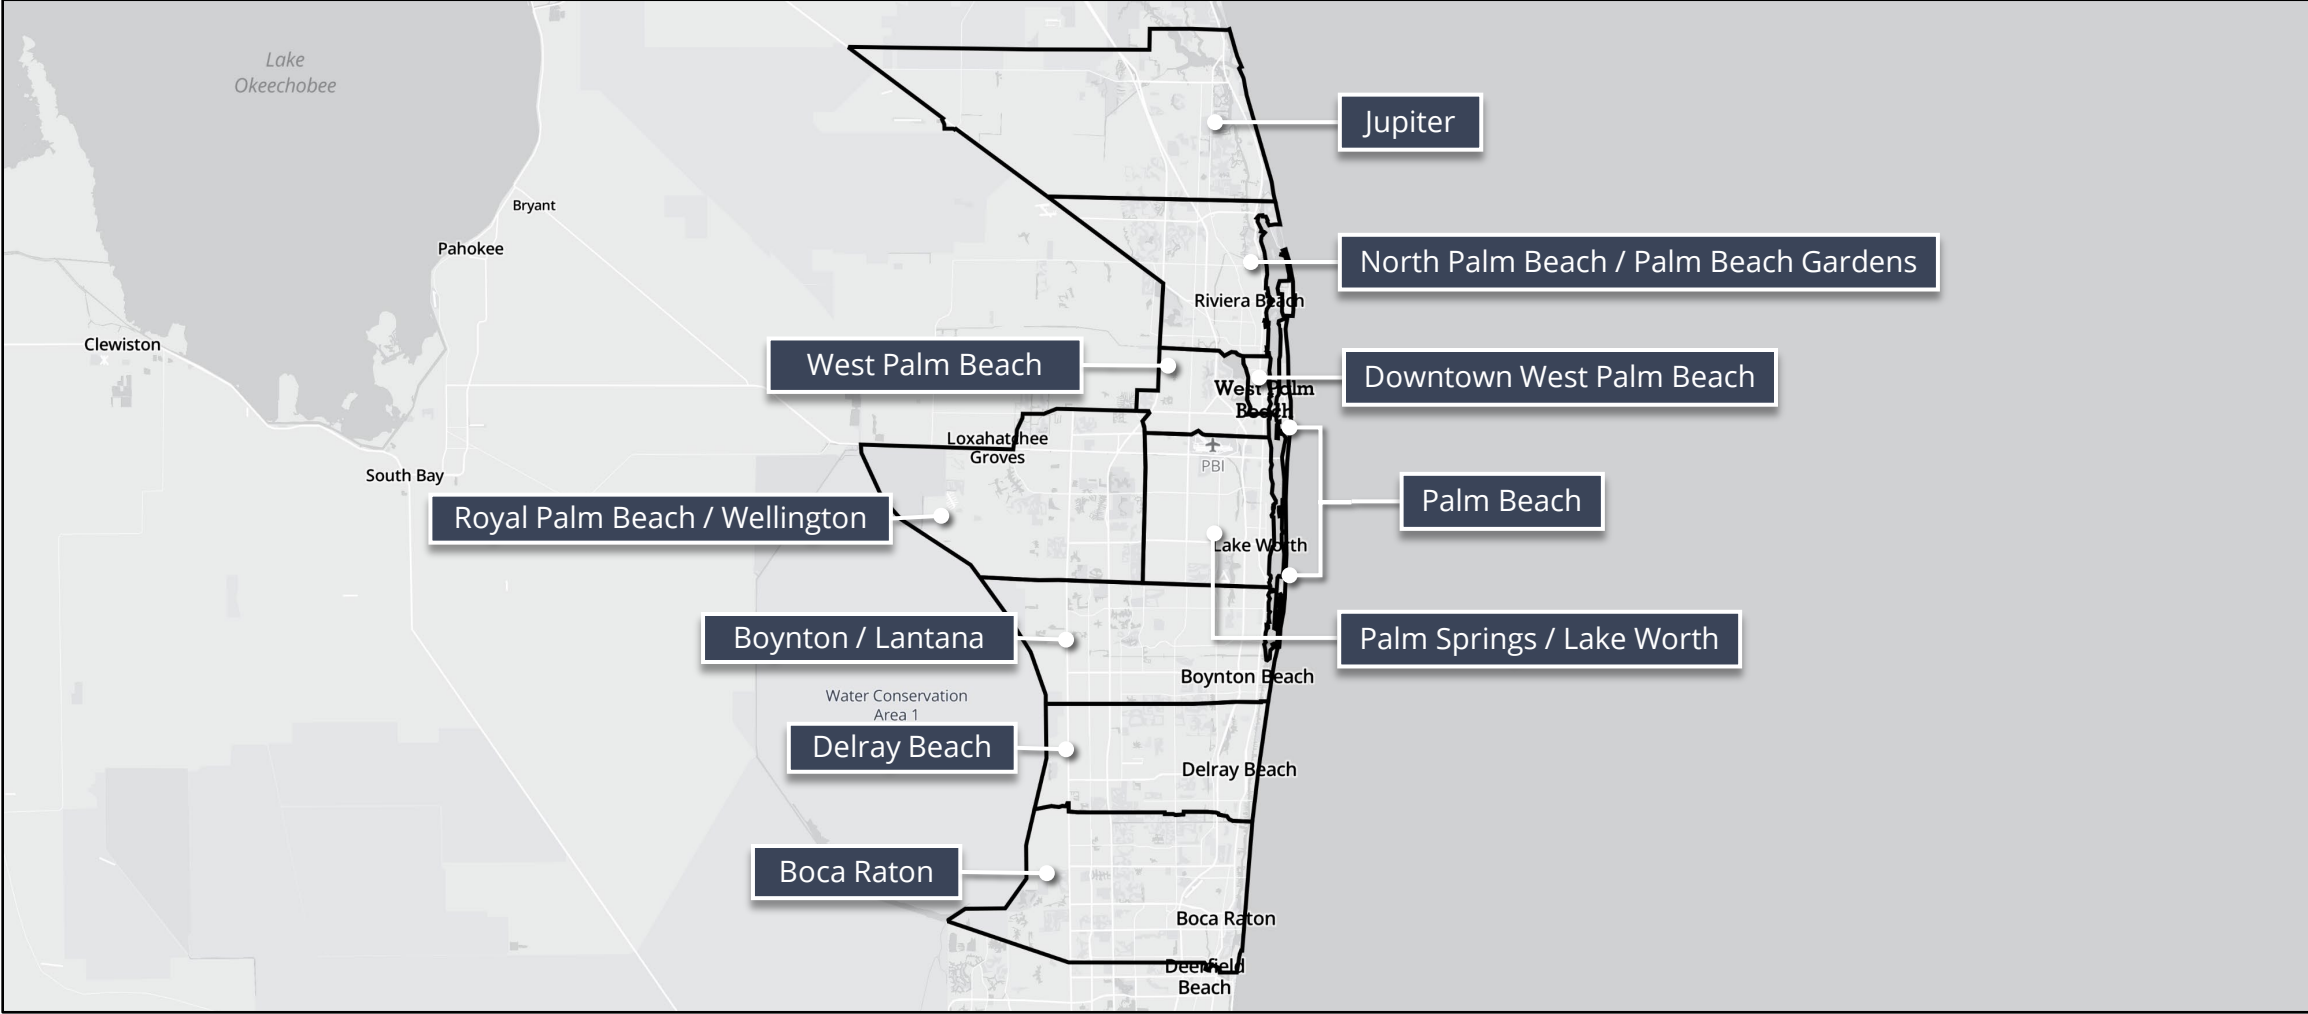 Lake
Okeechobee
Jupiter
Bryant
Pahokee
North Palm Beach / Palm Beach Gardens
Riviera Beach
Clewiston
West Palm Beach
Downtown West Palm Beach
West Palm
Beach
Loxahatchee
Groves
PBI
South Bay
Palm Beach
Royal Palm Beach / Wellington
Lake Worth
Boynton / Lantana
Palm Springs / Lake Worth
Boynton Beach
Water Conservation
Area 1
Delray Beach
Delray Beach
Boca Raton
Boca Raton
Deerfield
Beach